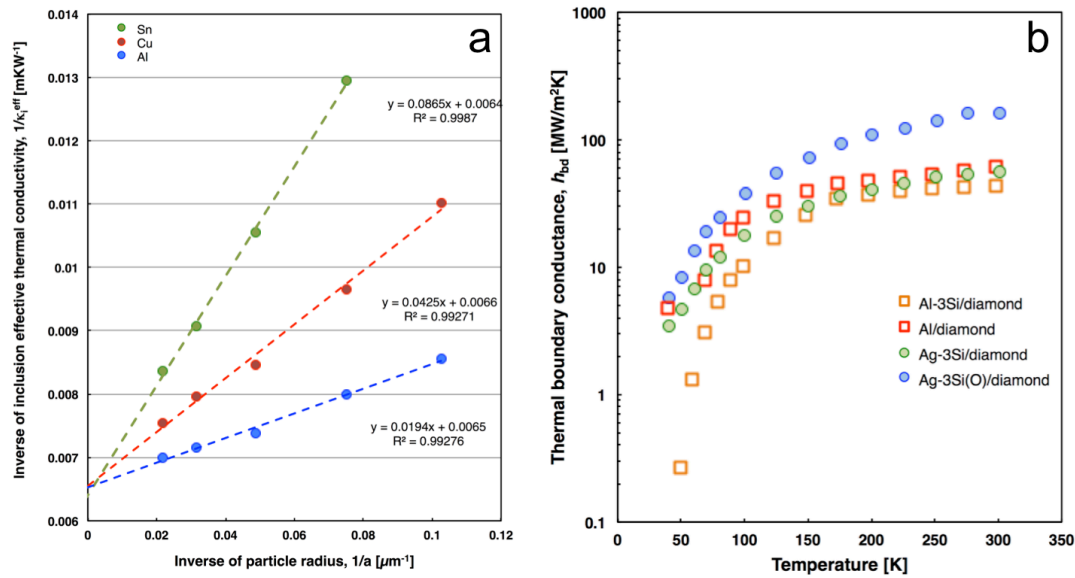 a
Sn
Cu
Al
0.014
0.013
0.012
0.011
0.01
0.009
0.008
0.007
0.006
y = 0.0865x + 0.0064
R² = 0.9987
y = 0.0425x + 0.0066
R² = 0.99271
y = 0.0194x + 0.0065
R² = 0.99276
0
0.02
0.04
0.06
0.08
0.1
0.12
Inverse of particle radius, 1/a [μm⁻¹]
Inverse of inclusion effective thermal conductivity, 1/κᵢᵉᶠᶠ [mKW⁻¹]
b
1000
100
10
1
0.1
Al-3Si/diamond
Al/diamond
Ag-3Si/diamond
Ag-3Si(O)/diamond
0
50
100
150
200
250
300
350
Temperature [K]
Thermal boundary conductance, h_bd [MW/m²K]